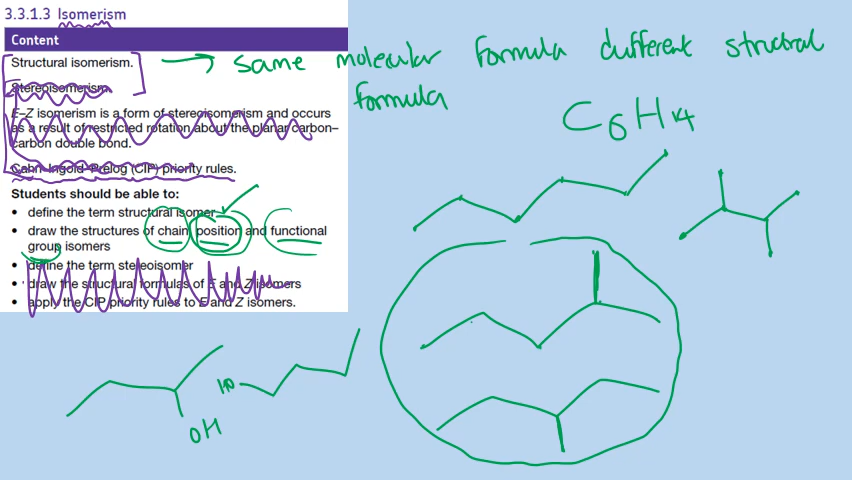 3.3.1.3 Isomerism
Content
Structural isomerism.
Stereoisomerism.
E–Z isomerism is a form of stereoisomerism and occurs
as a result of restricted rotation about the planar carbon–
carbon double bond.
Cahn–Ingold–Prelog (CIP) priority rules.
Students should be able to:
• define the term structural isomer
• draw the structures of chain, position and functional
group isomers
• define the term stereoisomer
• draw the structural formulas of E and Z isomers
• apply the CIP priority rules to E and Z isomers.
→ same molecular formula different structral
formula
C6H14
HO
OH